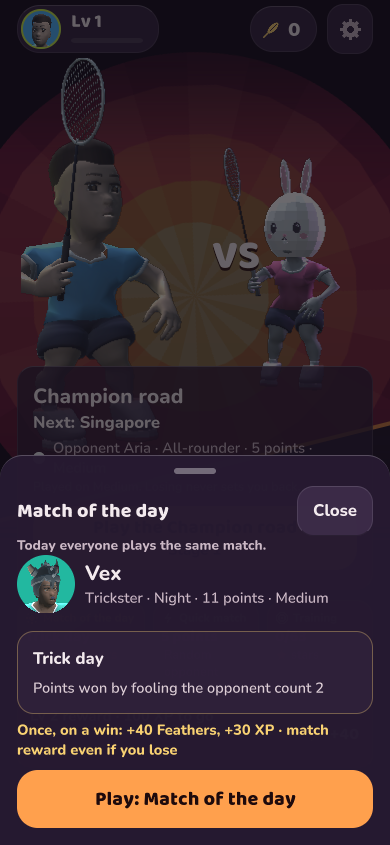 Lv 1
0
VS
Champion road
Next: Singapore
Opponent Aria · All-rounder · 5 points ·
Match of the day
Close
Today everyone plays the same match.
Vex
Trickster · Night · 11 points · Medium
Trick day
Points won by fooling the opponent count 2
Once, on a win: +40 Feathers, +30 XP · match
reward even if you lose
Play: Match of the day